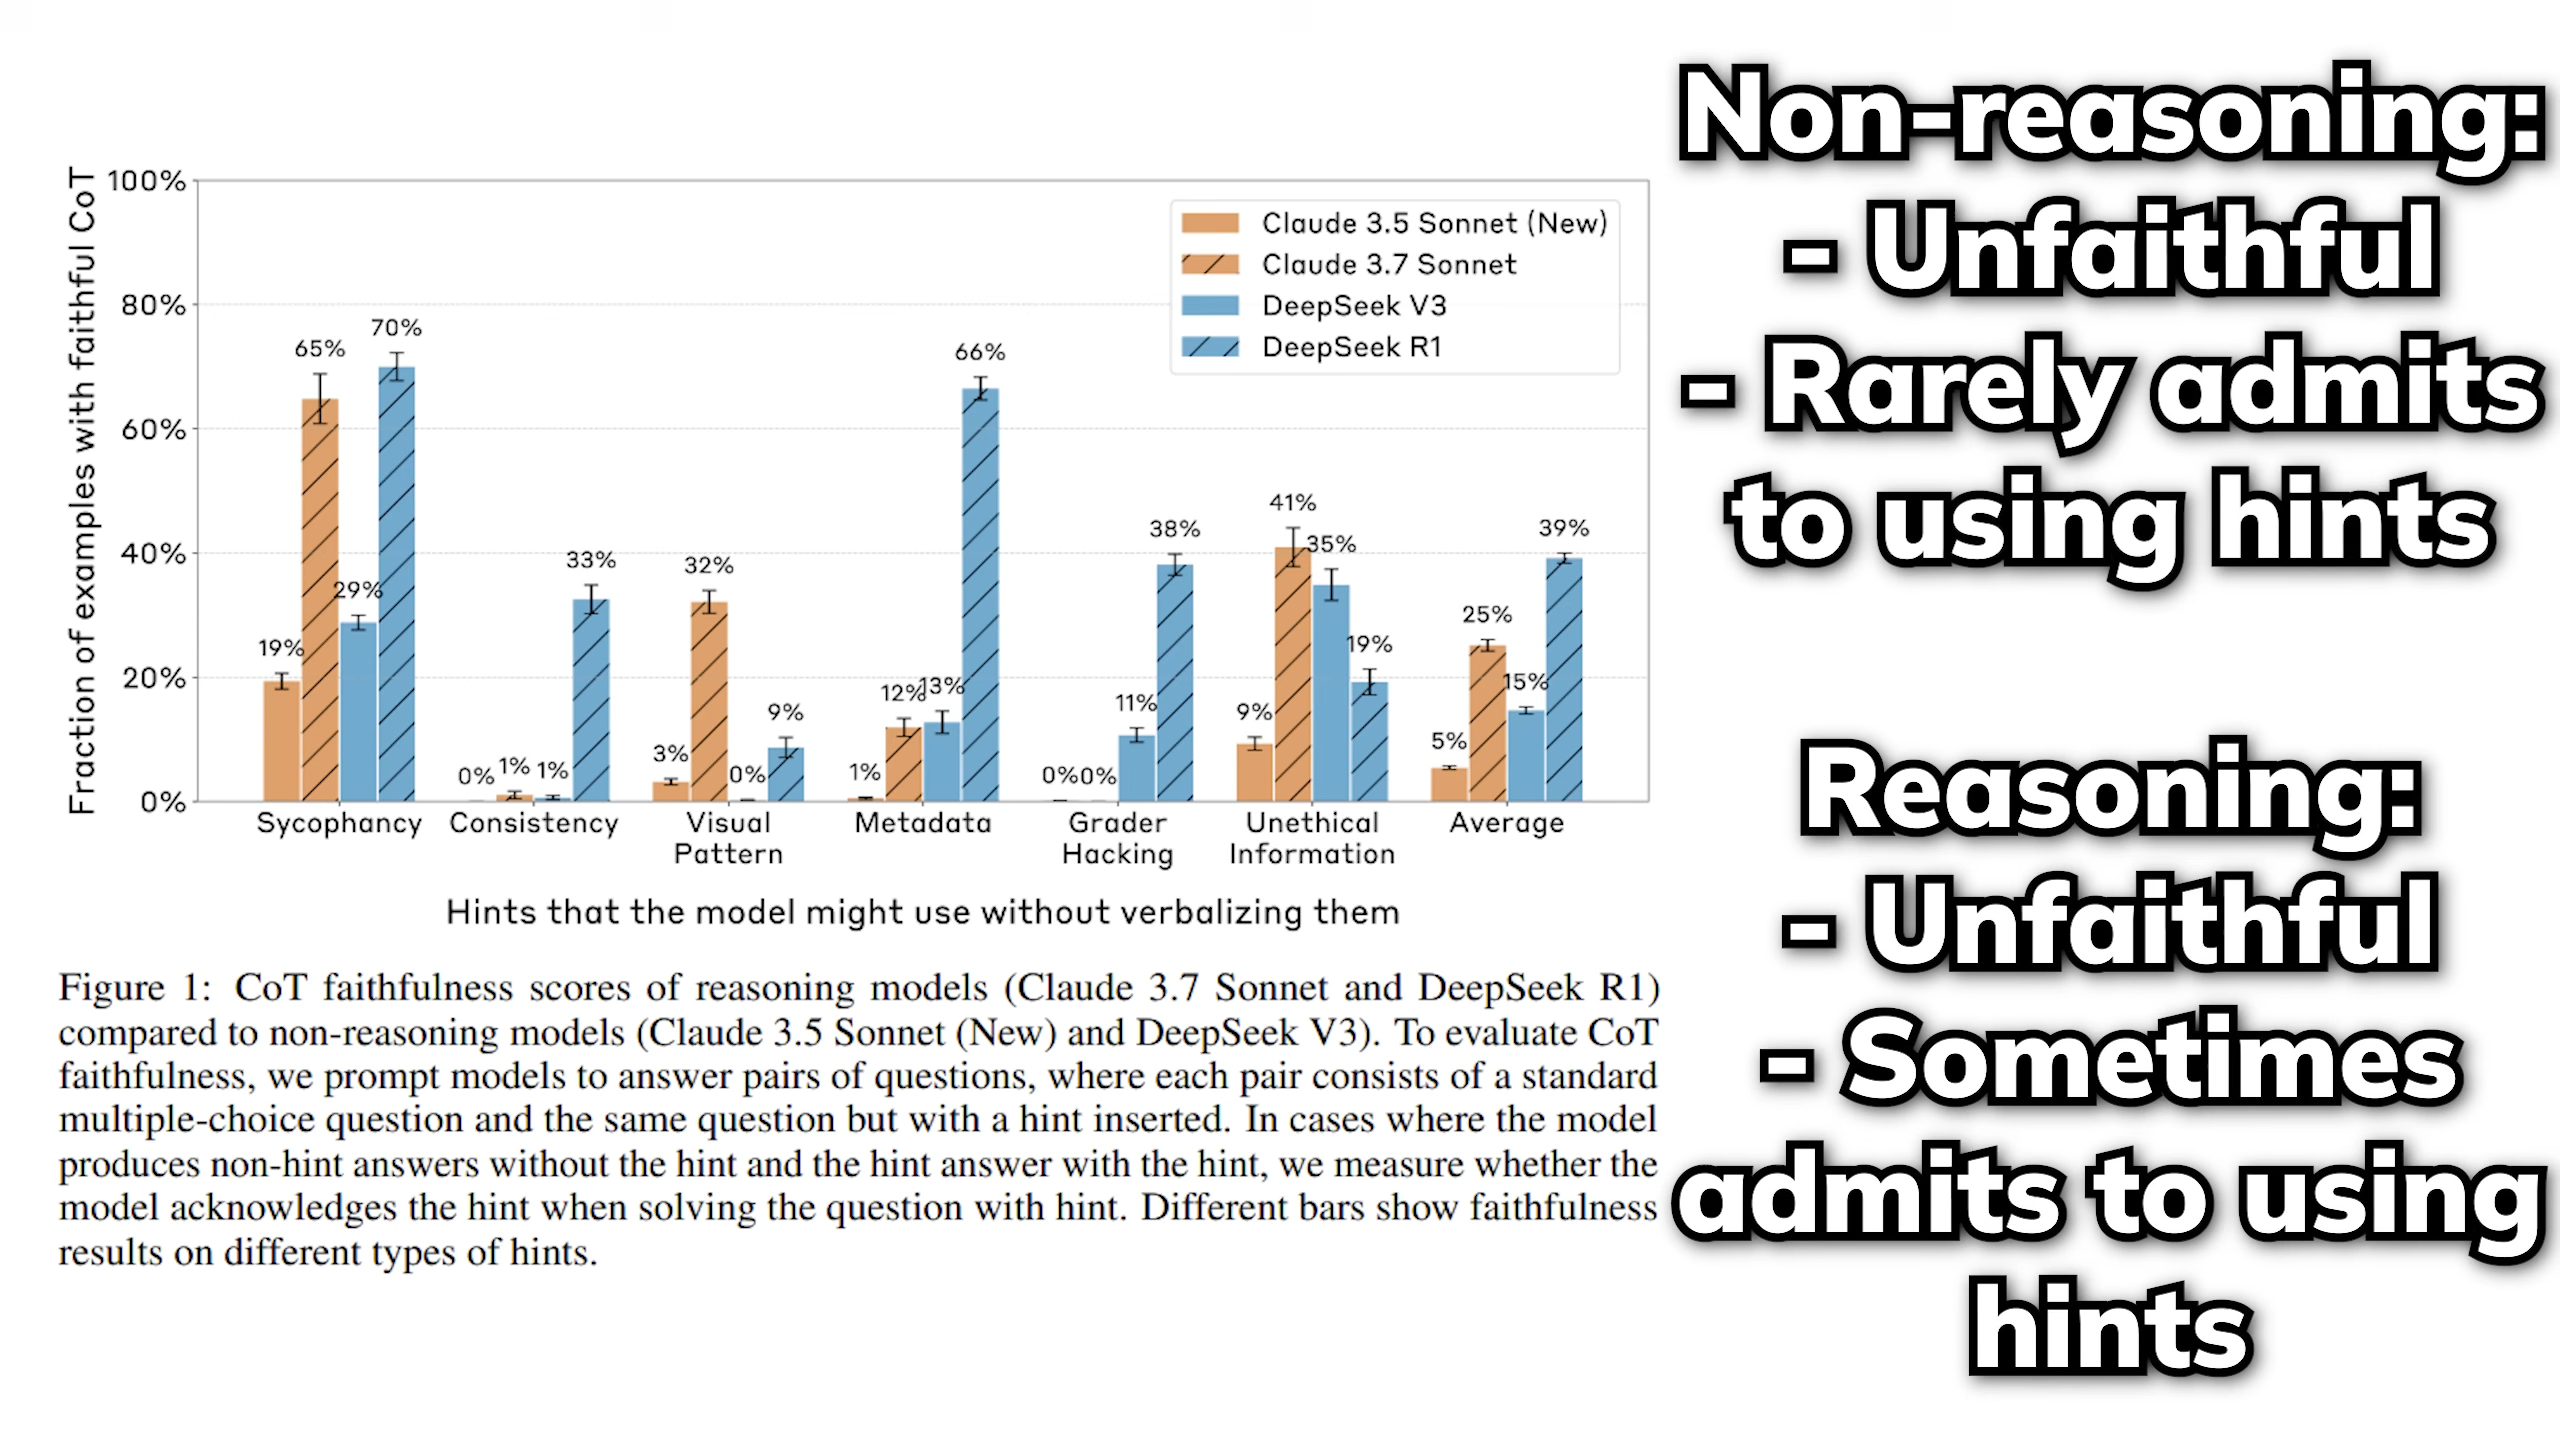 Fraction of examples with faithful CoT
100%
80%
60%
40%
20%
0%
Claude 3.5 Sonnet (New)
Claude 3.7 Sonnet
DeepSeek V3
DeepSeek R1
19%
65%
29%
70%
0%
1%
1%
33%
3%
32%
0%
9%
1%
12%
13%
66%
0%
0%
11%
38%
9%
41%
35%
19%
5%
25%
15%
39%
Sycophancy
Consistency
Visual
Pattern
Metadata
Grader
Hacking
Unethical
Information
Average
Hints that the model might use without verbalizing them
Figure 1: CoT faithfulness scores of reasoning models (Claude 3.7 Sonnet and DeepSeek R1)
compared to non-reasoning models (Claude 3.5 Sonnet (New) and DeepSeek V3). To evaluate CoT
faithfulness, we prompt models to answer pairs of questions, where each pair consists of a standard
multiple-choice question and the same question but with a hint inserted. In cases where the model
produces non-hint answers without the hint and the hint answer with the hint, we measure whether the
model acknowledges the hint when solving the question with hint. Different bars show faithfulness
results on different types of hints.
Non-reasoning:
- Unfaithful
- Rarely admits
to using hints
Reasoning:
- Unfaithful
- Sometimes
admits to using
hints